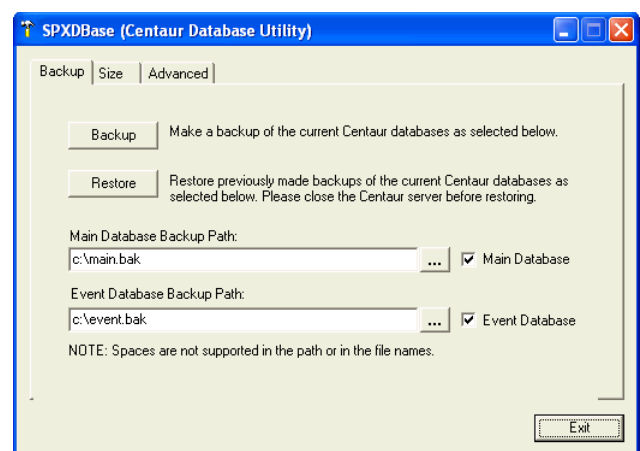 SPXDBase (Centaur Database Utility)
Backup Size Advanced
Backup Make a backup of the current Centaur databases as selected below.
Restore Restore previously made backups of the current Centaur databases as
selected below. Please close the Centaur server before restoring.
Main Database Backup Path:
c:\main.bak ... Main Database
Event Database Backup Path:
c:\event.bak ... Event Database
NOTE: Spaces are not supported in the path or in the file names.
Exit